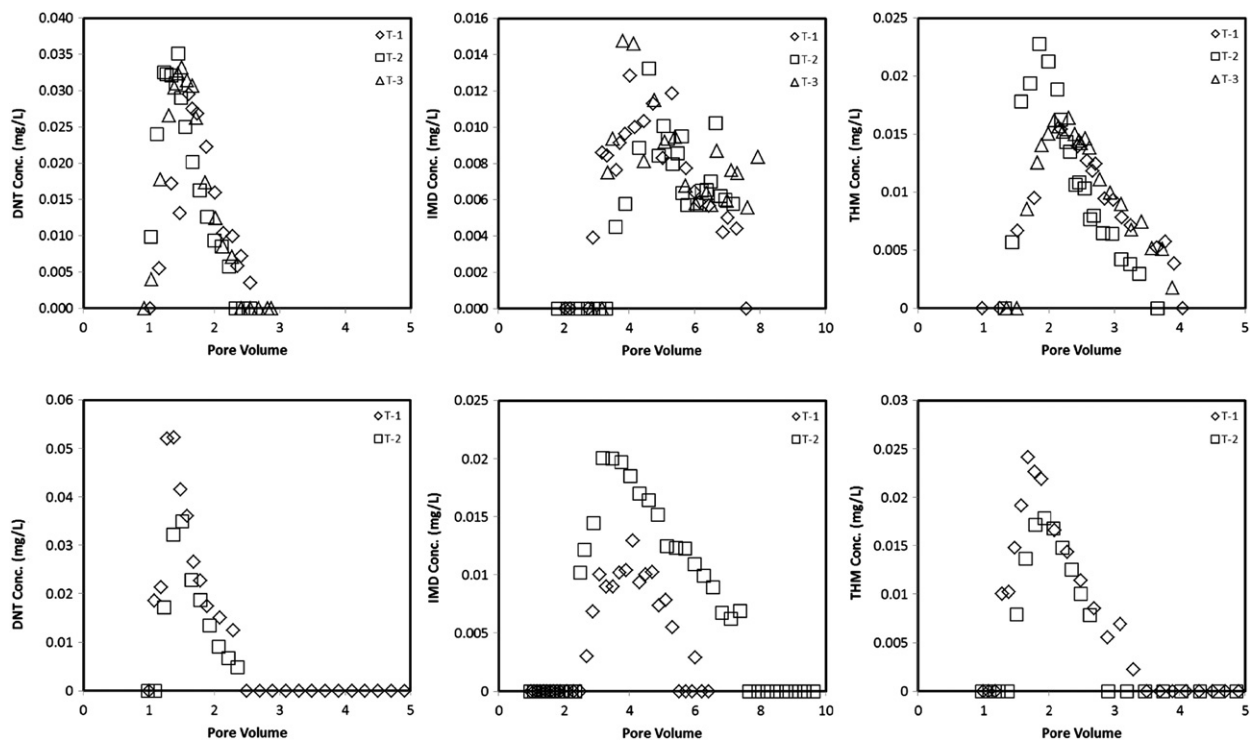 DNT Conc. (mg/L)
0.040
0.035
0.030
0.025
0.020
0.015
0.010
0.005
0.000
0 1 2 3 4 5
Pore Volume
T-1
T-2
T-3
IMD Conc. (mg/L)
0.016
0.014
0.012
0.010
0.008
0.006
0.004
0.002
0.000
0 2 4 6 8 10
Pore Volume
T-1
T-2
T-3
THM Conc. (mg/L)
0.025
0.020
0.015
0.010
0.005
0.000
0 1 2 3 4 5
Pore Volume
T-1
T-2
T-3
DNT Conc. (mg/L)
0.06
0.05
0.04
0.03
0.02
0.01
0
0 1 2 3 4 5
Pore Volume
T-1
T-2
IMD Conc. (mg/L)
0.025
0.02
0.015
0.01
0.005
0
0 2 4 6 8 10
Pore Volume
T-1
T-2
THM Conc. (mg/L)
0.03
0.025
0.02
0.015
0.01
0.005
0
0 1 2 3 4 5
Pore Volume
T-1
T-2